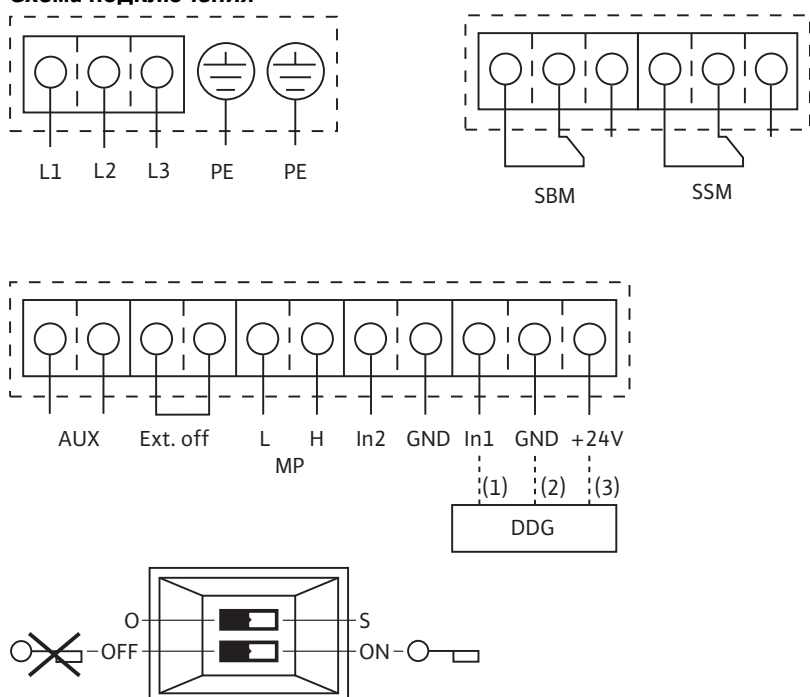 Схема подключения
L1 L2 L3 PE PE
SBM SSM
AUX Ext. off L H In2 GND In1 GND +24V
MP
(1) (2) (3)
DDG
O S
OFF ON